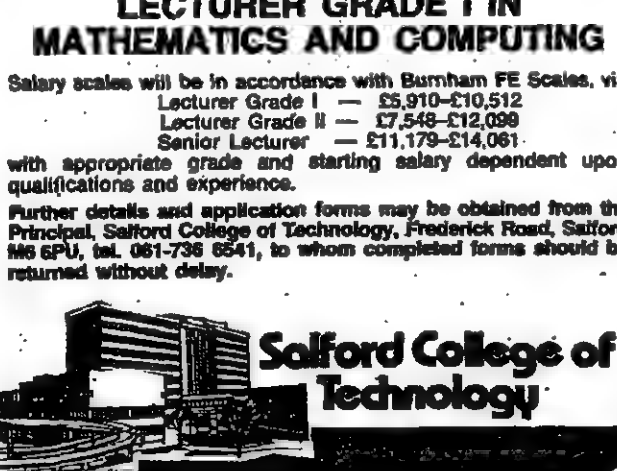 LECTURER GRADE I IN
MATHEMATICS AND COMPUTING
Salary scales will be in accordance with Burnham FE Scales, vi
Lecturer Grade I — £5,910–£10,512
Lecturer Grade II — £7,548–£12,099
Senior Lecturer — £11,179–£14,061
with appropriate grade and starting salary dependent upo
qualifications and experience.
Further details and application forms may be obtained from th
Principal, Salford College of Technology, Frederick Road, Salfor
M6 6PU, tel. 061-736 6541, to whom completed forms should b
returned without delay.
Salford College of
Technology